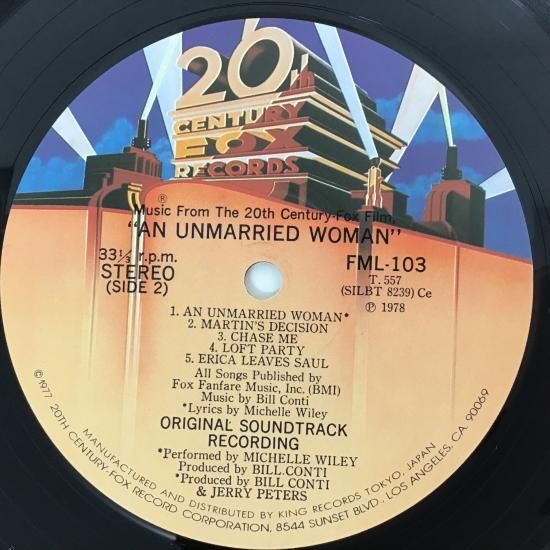 20th
CENTURY
FOX
RECORDS
®
Music From The 20th Century-Fox Film,
"AN UNMARRIED WOMAN"
33⅓ r.p.m.
STEREO
(SIDE 2)
FML-103
T. 557
(SILBT 8239) Ce
℗ 1978
1. AN UNMARRIED WOMAN*
2. MARTIN'S DECISION
3. CHASE ME
4. LOFT PARTY
5. ERICA LEAVES SAUL
All Songs Published by
Fox Fanfare Music, Inc. (BMI)
Music by Bill Conti
*Lyrics by Michelle Wiley
ORIGINAL SOUNDTRACK
RECORDING
*Performed by MICHELLE WILEY
Produced by BILL CONTI
*Produced by BILL CONTI
& JERRY PETERS
MANUFACTURED AND DISTRIBUTED BY KING RECORDS TOKYO, JAPAN
©1977 20TH CENTURY-FOX RECORD CORPORATION, 8544 SUNSET BLVD., LOS ANGELES, CA 90069